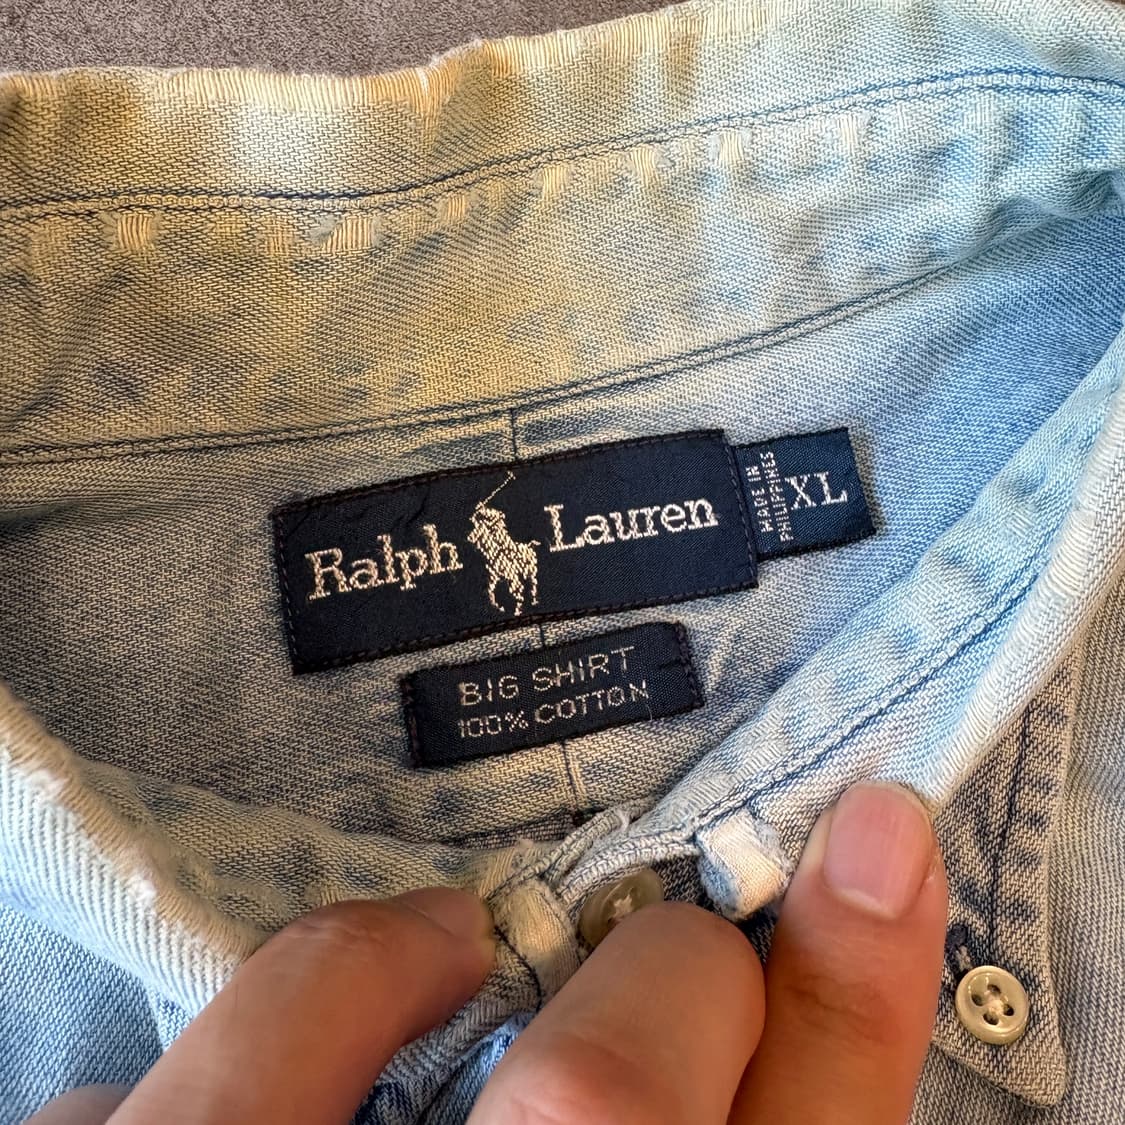 Ralph Lauren
MADE IN
PHILIPPINES
XL
BIG SHIRT
100% COTTON